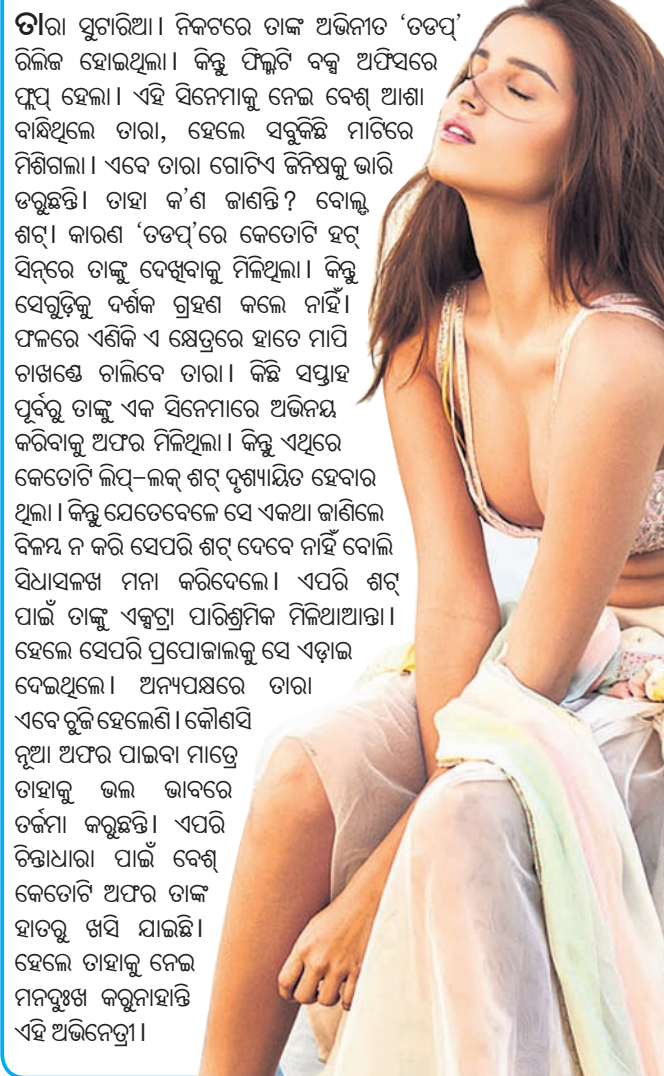 ତାରା ସୁଟାରିଆ। ନିକଟରେ ତାଙ୍କ ଅଭିନୀତ ‘ତଡପ୍’
ରିଲିଜ ହୋଇଥିଲା। କିନ୍ତୁ ଫିଲ୍ମଟି ବକ୍ସ ଅଫିସରେ
ଫ୍ଲପ୍ ହେଲା। ଏହି ସିନେମାକୁ ନେଇ ବେଶ୍ ଆଶା
ବାନ୍ଧିଥିଲେ ତାରା, ହେଲେ ସବୁକିଛି ମାଟିରେ
ମିଶିଗଲା। ଏବେ ତାରା ଗୋଟିଏ ଜିନିଷକୁ ଭାରି
ଡରୁଛନ୍ତି। ତାହା କ’ଣ ଜାଣନ୍ତି? ବୋଲ୍ଡ
ଶଟ୍। କାରଣ ‘ତଡପ୍’ରେ କେତୋଟି ହଟ୍
ସିନ୍‌ରେ ତାଙ୍କୁ ଦେଖିବାକୁ ମିଳିଥିଲା। କିନ୍ତୁ
ସେଗୁଡ଼ିକୁ ଦର୍ଶକ ଗ୍ରହଣ କଲେ ନାହିଁ।
ଫଳରେ ଏଣିକି ଏ କ୍ଷେତ୍ରରେ ହାତେ ମାପି
ଚାଖଣ୍ଡେ ଚାଲିବେ ତାରା। କିଛି ସପ୍ତାହ
ପୂର୍ବରୁ ତାଙ୍କୁ ଏକ ସିନେମାରେ ଅଭିନୟ
କରିବାକୁ ଅଫର ମିଳିଥିଲା। କିନ୍ତୁ ଏଥିରେ
କେତୋଟି ଲିପ୍-ଲକ୍ ଶଟ୍ ଦୃଶ୍ୟାୟିତ ହେବାର
ଥିଲା। କିନ୍ତୁ ଯେତେବେଳେ ସେ ଏକଥା ଜାଣିଲେ
ବିଳମ୍ବ ନ କରି ସେପରି ଶଟ୍ ଦେବେ ନାହିଁ ବୋଲି
ସିଧାସଳଖ ମନା କରିଦେଲେ। ଏପରି ଶଟ୍
ପାଇଁ ତାଙ୍କୁ ଏକ୍ସଟ୍ରା ପାରିଶ୍ରମିକ ମିଳିଥାଆନ୍ତା।
ହେଲେ ସେପରି ପ୍ରପୋଜାଲକୁ ସେ ଏଡ଼ାଇ
ଦେଇଥିଲେ। ଅନ୍ୟପକ୍ଷରେ ତାରା
ଏବେ ଚୁଜି ହେଲେଣି। କୌଣସି
ନୂଆ ଅଫର ପାଇବା ମାତ୍ରେ
ତାହାକୁ ଭଲ ଭାବରେ
ତର୍ଜମା କରୁଛନ୍ତି। ଏପରି
ଚିନ୍ତାଧାରା ପାଇଁ ବେଶ୍
କେତୋଟି ଅଫର ତାଙ୍କ
ହାତରୁ ଖସି ଯାଇଛି।
ହେଲେ ତାହାକୁ ନେଇ
ମନଦୁଃଖ କରୁନାହାନ୍ତି
ଏହି ଅଭିନେତ୍ରୀ।